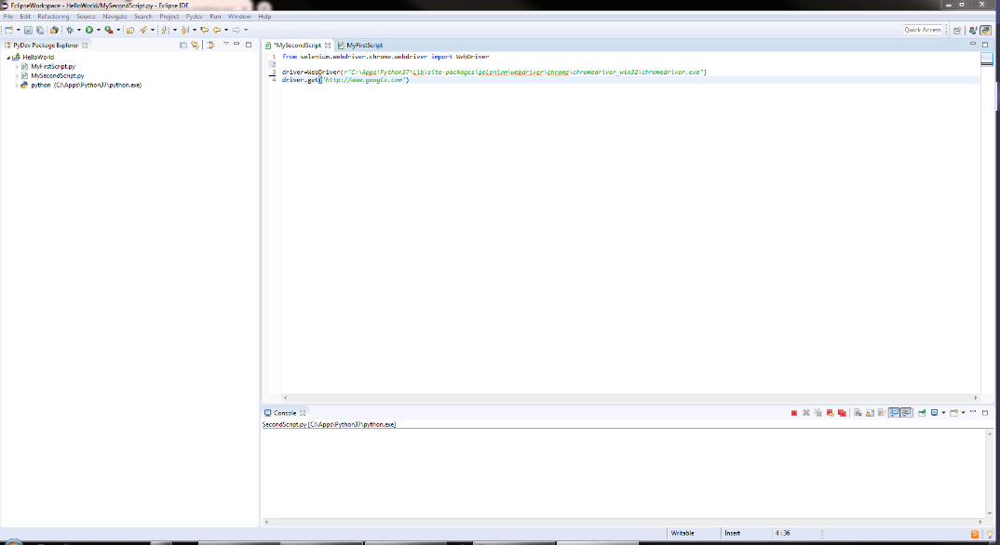 EclipseWorkspace - HelloWorld/MySecondScript.py - Eclipse IDE
File Edit Refactoring Source Navigate Search Project Pydev Run Window Help
Quick Access
PyDev Package Explorer
HelloWorld
MyFirstScript.py
MySecondScript.py
python (C:\Apps\Python37\python.exe)
*MySecondScript MyFirstScript
1 from selenium.webdriver.chrome.webdriver import WebDriver
2
3 driver=WebDriver(r"C:\Apps\Python37\Lib\site-packages\selenium\webdriver\chrome\chromedriver_win32\chromedriver.exe")
4 driver.get("http://www.google.com")
Console
SecondScript.py [C:\Apps\Python37\python.exe]
Writable Insert 4 : 36